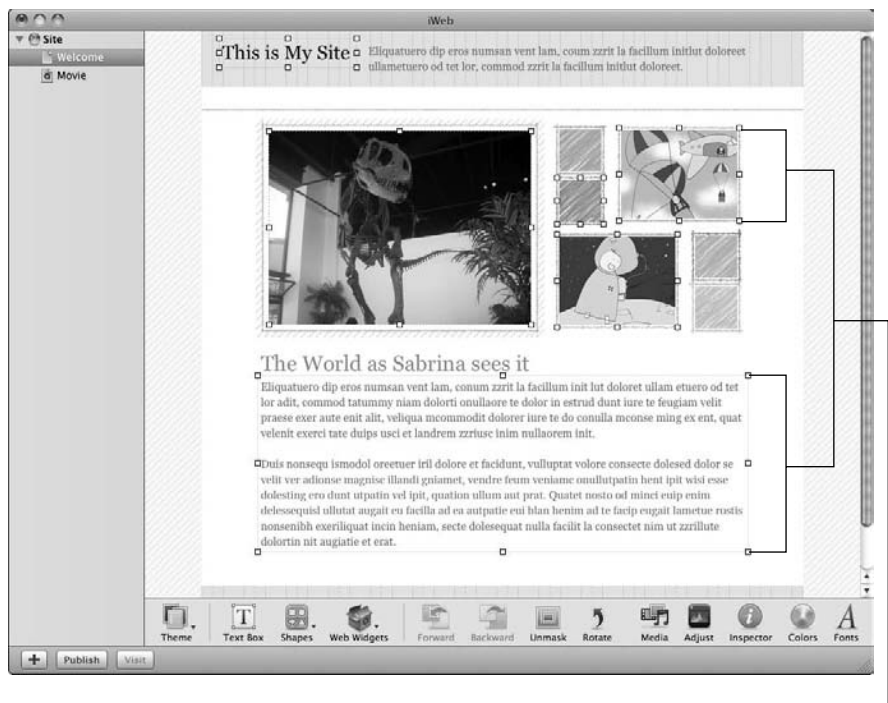 iWeb
Site
Welcome
Movie
This is My Site
Eliquatuero dip eros numsan vent lam, coum zzrit la facillum initlut doloreet
ullametuero od tet lor, commod zzrit la facillum initlut doloreet.
The World as Sabrina sees it
Eliquatuero dip eros numsan vent lam, conum zzrit la facillum init lut doloret ullam etuero od tet
lor adit, commod tatummy niam dolorti onullaore te dolor in estrud dunt iure te feugiam velit
praese exer aute enit alit, veliqua mcommodit dolorer iure te do conulla mconse ming ex ent, quat
velenit exerci tate duips usci et landrem zzriusc inim nullaorem init.
Duis nonsequ ismodol oreetuer iril dolore et facidunt, vulluptat volore consecte dolesed dolor se
velit ver adionse magnisc illandi gniamet, vendre feum veniamc onullutpatin hent ipit wisi esse
dolesting ero dunt utpatin vel ipit, quation ullum aut prat. Quatet nosto od minci euip enim
delessequisl ullutat augait eu facilla ad ea autpatie eui blan henim ad te facip eugait lametue rostis
nonsenibh exeriliquat incin heniam, secte dolesequat nulla facilit la consectet nim ut zzrillute
dolortin nit augiatie et erat.
Theme Text Box Shapes Web Widgets Forward Backward Unmask Rotate Media Adjust Inspector Colors Fonts
Publish Visit